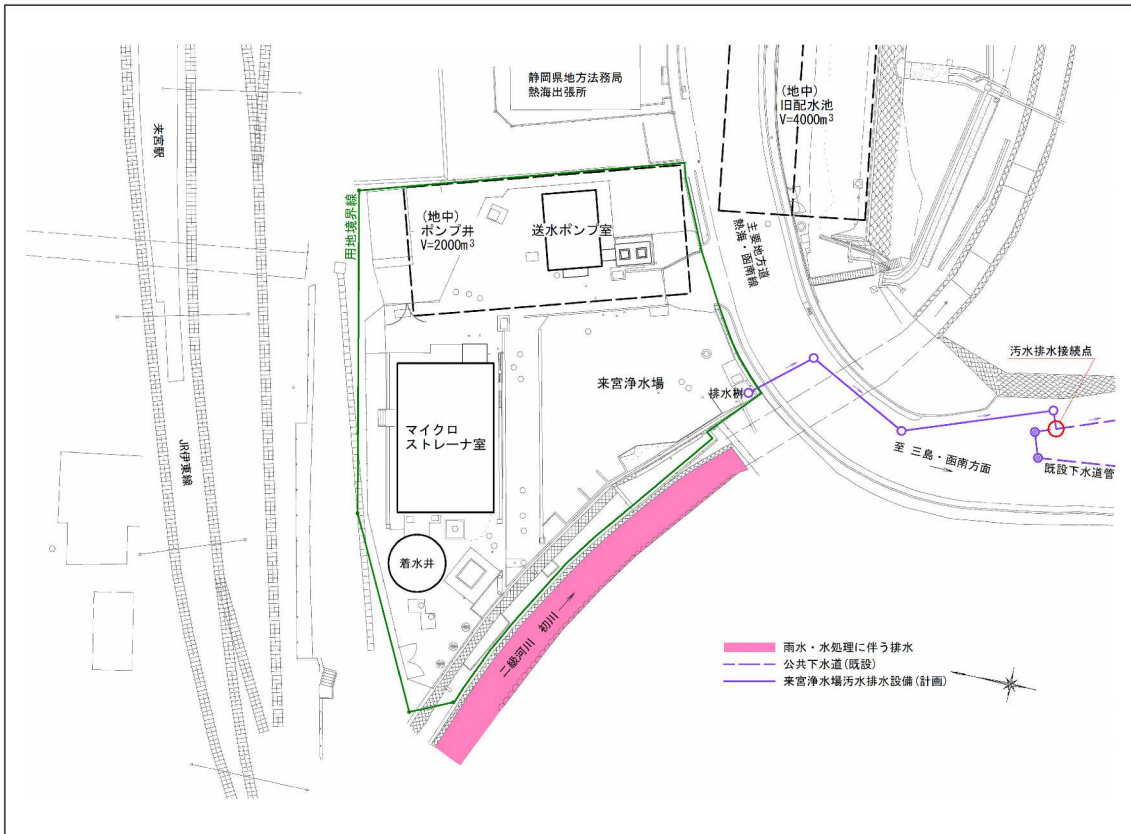 静岡県地方法務局
熱海出張所
(地中)
旧配水池
V=4000m³
来宮駅
用地境界線
(地中)
ポンプ井
V=2000m³
送水ポンプ室
主要地方道
熱海・函南線
汚水排水接続点
来宮浄水場
排水桝
マイクロ
ストレーナ室
至 三島・函南方面
既設下水道管
JR伊東線
着水井
二級河川 初川
雨水・水処理に伴う排水
公共下水道(既設)
来宮浄水場汚水排水設備(計画)